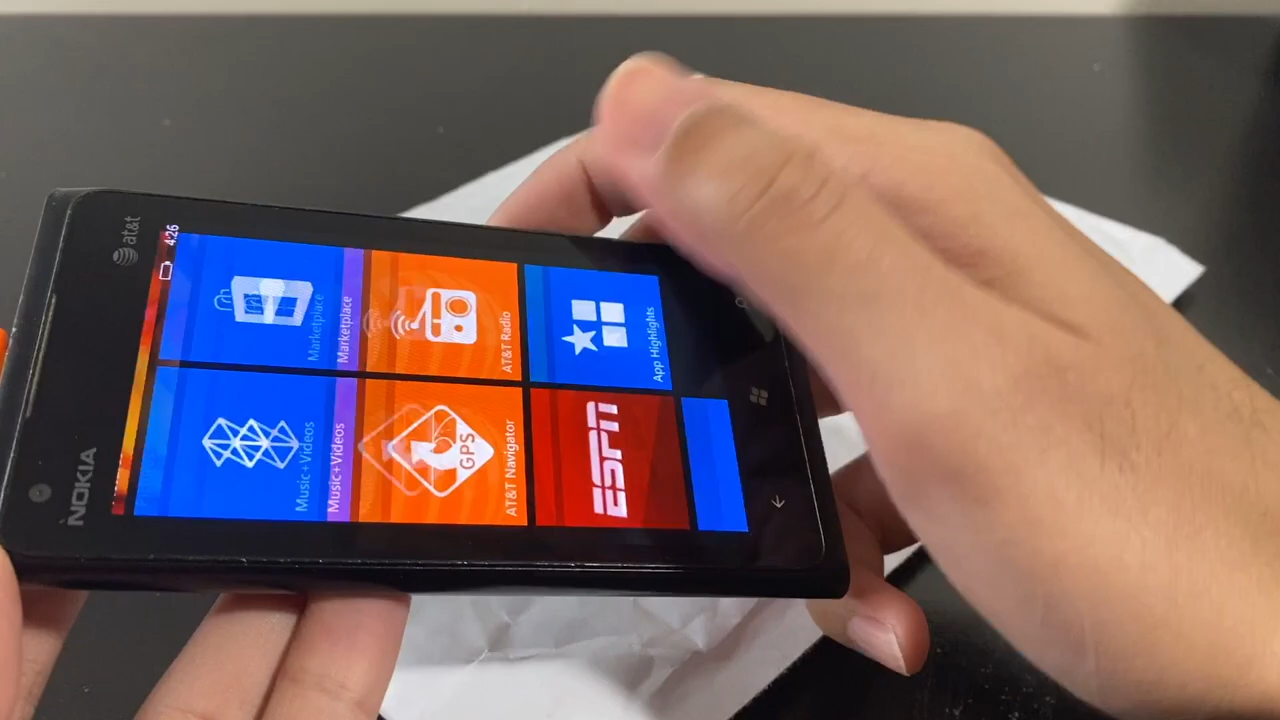 at&t
4:26
Marketplace
Marketplace
Music+Videos
Music+Videos
AT&T Radio
GPS
AT&T Navigator
App Highlights
ESPN
NOKIA